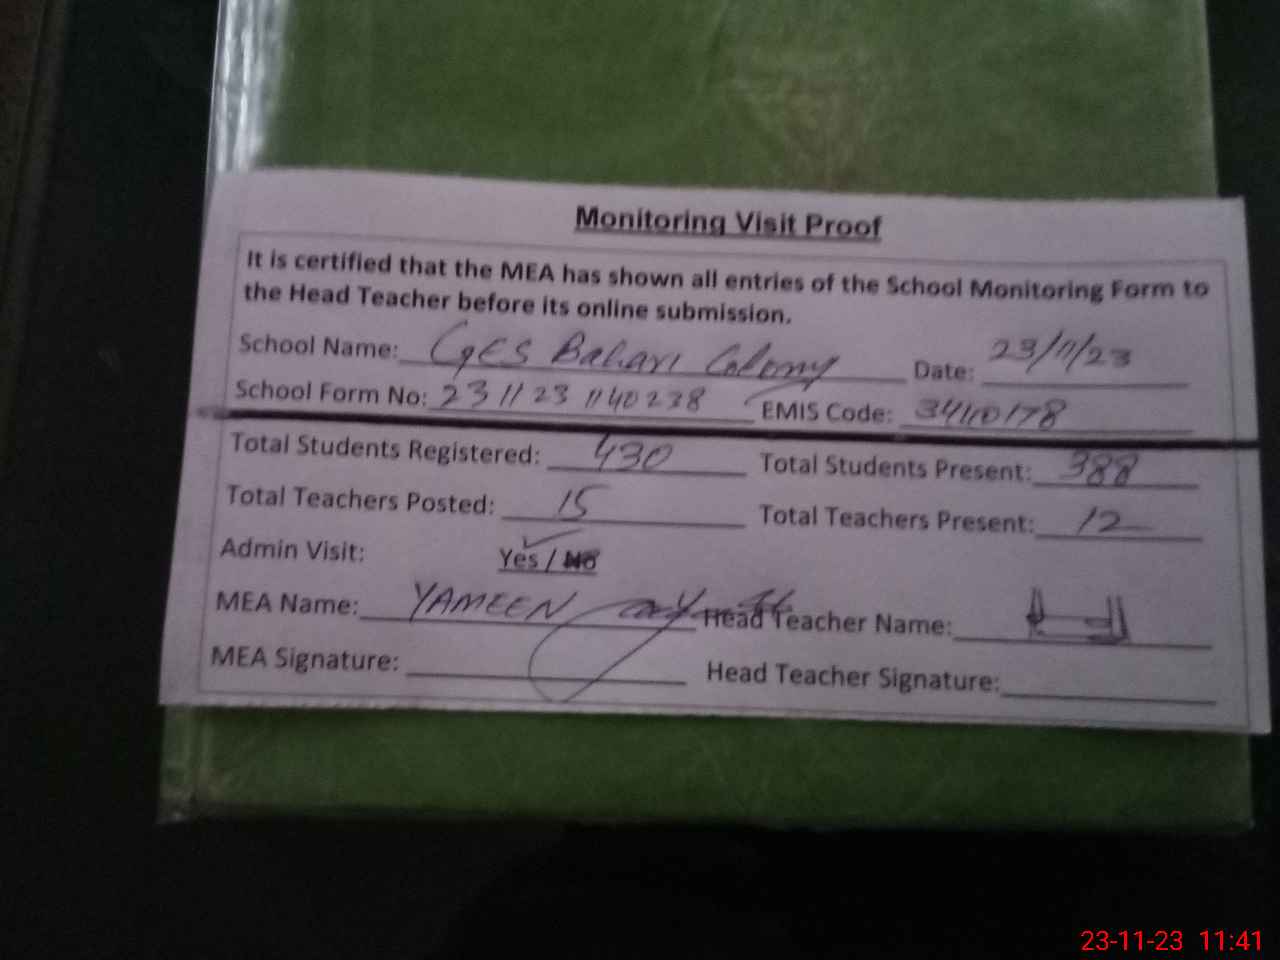 Monitoring Visit Proof
It is certified that the MEA has shown all entries of the School Monitoring Form to
the Head Teacher before its online submission.
School Name: GES Bahari Colony Date: 23/11/23
School Form No: 231123 1140238 EMIS Code: 34110178
Total Students Registered: 430 Total Students Present: 388
Total Teachers Posted: 15 Total Teachers Present: 12
Admin Visit: Yes / No
MEA Name: YAMEEN Head Teacher Name:
MEA Signature: Head Teacher Signature:
23-11-23 11:41